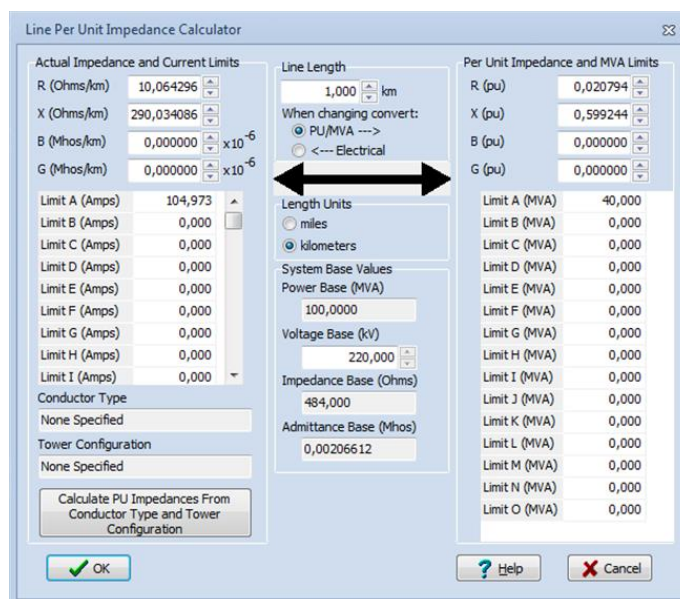 Line Per Unit Impedance Calculator
Actual Impedance and Current Limits
R (Ohms/km) 10,064296
X (Ohms/km) 290,034086
B (Mhos/km) 0,000000 x10^-6
G (Mhos/km) 0,000000 x10^-6
Limit A (Amps) 104,973
Limit B (Amps) 0,000
Limit C (Amps) 0,000
Limit D (Amps) 0,000
Limit E (Amps) 0,000
Limit F (Amps) 0,000
Limit G (Amps) 0,000
Limit H (Amps) 0,000
Limit I (Amps) 0,000
Conductor Type
None Specified
Tower Configuration
None Specified
Calculate PU Impedances From
Conductor Type and Tower
Configuration
Line Length
1,000 km
When changing convert:
PU/MVA --->
<--- Electrical
Length Units
miles
kilometers
System Base Values
Power Base (MVA)
100,0000
Voltage Base (kV)
220,000
Impedance Base (Ohms)
484,000
Admittance Base (Mhos)
0,00206612
Per Unit Impedance and MVA Limits
R (pu) 0,020794
X (pu) 0,599244
B (pu) 0,000000
G (pu) 0,000000
Limit A (MVA) 40,000
Limit B (MVA) 0,000
Limit C (MVA) 0,000
Limit D (MVA) 0,000
Limit E (MVA) 0,000
Limit F (MVA) 0,000
Limit G (MVA) 0,000
Limit H (MVA) 0,000
Limit I (MVA) 0,000
Limit J (MVA) 0,000
Limit K (MVA) 0,000
Limit L (MVA) 0,000
Limit M (MVA) 0,000
Limit N (MVA) 0,000
Limit O (MVA) 0,000
OK
? Help
Cancel